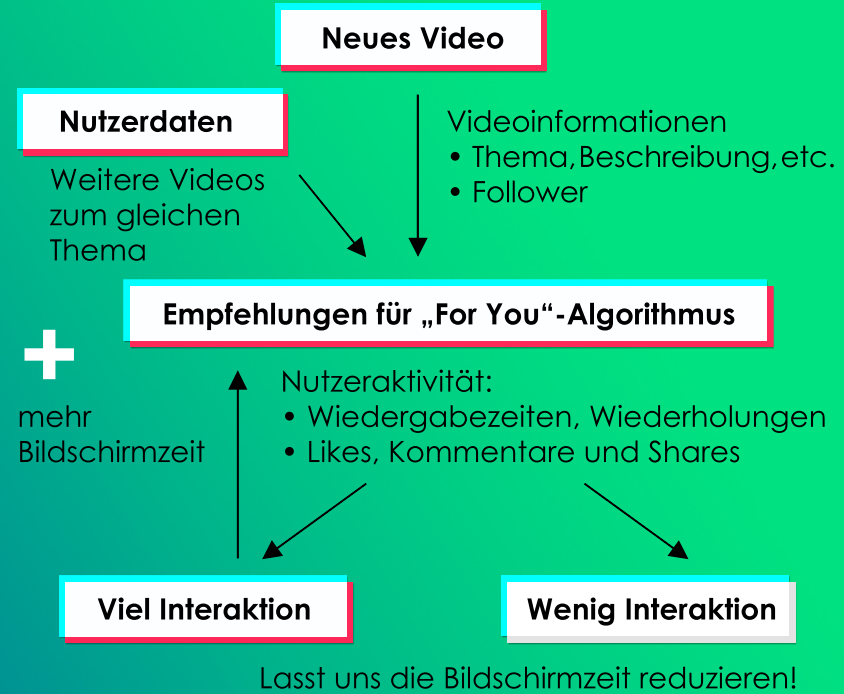 Neues Video
Nutzerdaten
Weitere Videos
zum gleichen
Thema
Videoinformationen
• Thema, Beschreibung, etc.
• Follower
Empfehlungen für „For You“-Algorithmus
+
mehr
Bildschirmzeit
Nutzeraktivität:
• Wiedergabezeiten, Wiederholungen
• Likes, Kommentare und Shares
Viel Interaktion
Wenig Interaktion
Lasst uns die Bildschirmzeit reduzieren!